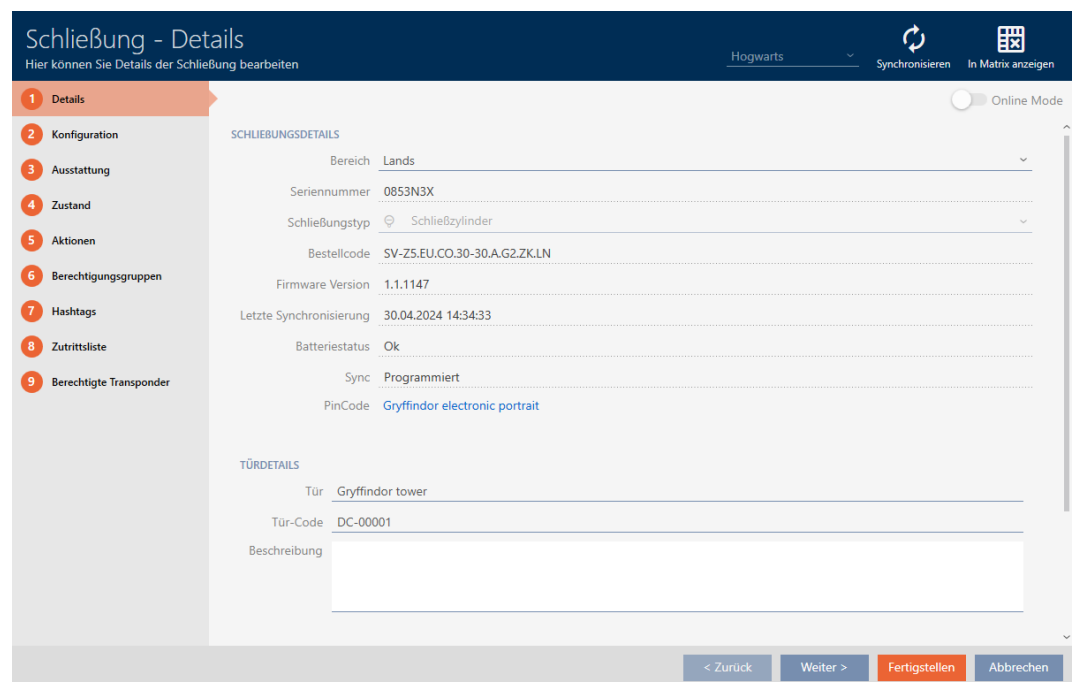 Schließung - Details
Hier können Sie Details der Schließung bearbeiten
Hogwarts
Synchronisieren
In Matrix anzeigen
1 Details
2 Konfiguration
3 Ausstattung
4 Zustand
5 Aktionen
6 Berechtigungsgruppen
7 Hashtags
8 Zutrittsliste
9 Berechtigte Transponder
Online Mode
SCHLIEßUNGSDETAILS
Bereich Lands
Seriennummer 0853N3X
Schließungstyp Schließzylinder
Bestellcode SV-Z5.EU.CO.30-30.A.G2.ZK.LN
Firmware Version 1.1.1147
Letzte Synchronisierung 30.04.2024 14:34:33
Batteriestatus Ok
Sync Programmiert
PinCode Gryffindor electronic portrait
TÜRDETAILS
Tür Gryffindor tower
Tür-Code DC-00001
Beschreibung
< Zurück
Weiter >
Fertigstellen
Abbrechen